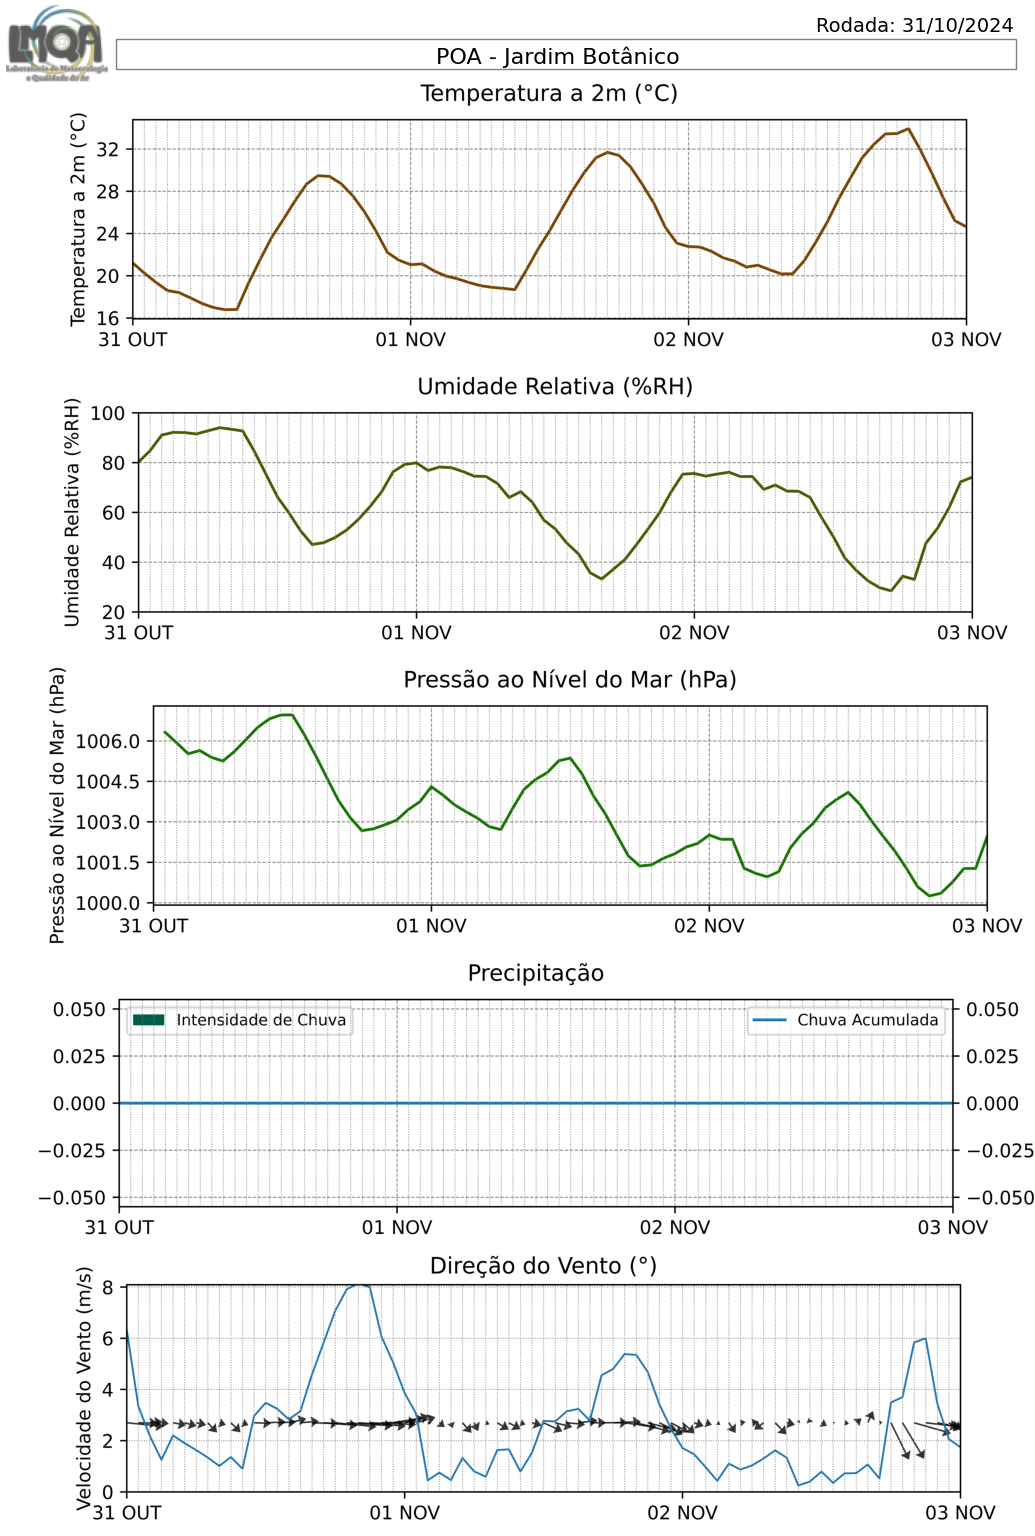 Rodada: 31/10/2024
LMQA
Laboratório de Meteorologia
e Qualidade do Ar
POA - Jardim Botânico
Temperatura a 2m (°C)
Temperatura a 2m (°C)
32
28
24
20
16
31 OUT 01 NOV 02 NOV 03 NOV
Umidade Relativa (%RH)
Umidade Relativa (%RH)
100
80
60
40
20
31 OUT 01 NOV 02 NOV 03 NOV
Pressão ao Nível do Mar (hPa)
Pressão ao Nível do Mar (hPa)
1006.0
1004.5
1003.0
1001.5
1000.0
31 OUT 01 NOV 02 NOV 03 NOV
Precipitação
0.050 Intensidade de Chuva Chuva Acumulada 0.050
0.025 0.025
0.000 0.000
−0.025 −0.025
−0.050 −0.050
31 OUT 01 NOV 02 NOV 03 NOV
Direção do Vento (°)
Velocidade do Vento (m/s)
8
6
4
2
0
31 OUT 01 NOV 02 NOV 03 NOV